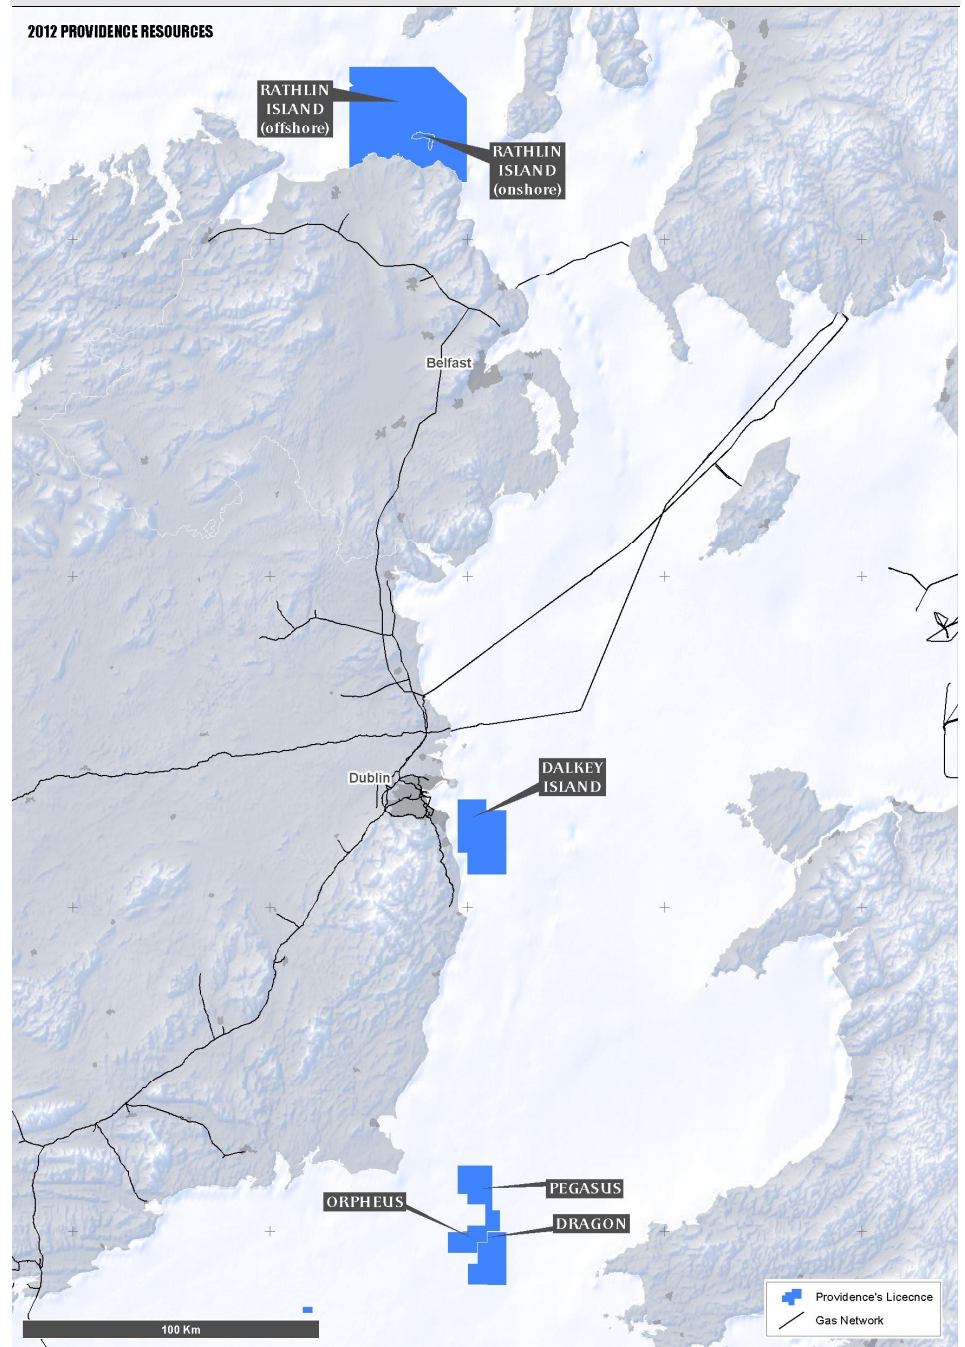 2012 PROVIDENCE RESOURCES
RATHLIN
ISLAND
(offshore)
RATHLIN
ISLAND
(onshore)
Belfast
DALKEY
ISLAND
Dublin
PEGASUS
ORPHEUS
DRAGON
Providence's Licecnce
Gas Network
100 Km